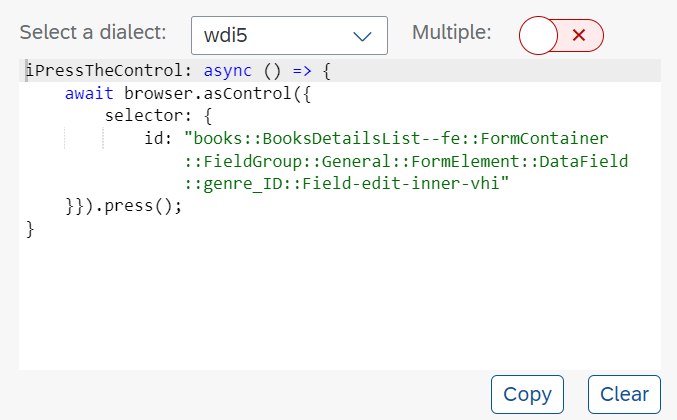 Select a dialect: wdi5 Multiple:
iPressTheControl: async () => {
    await browser.asControl({
        selector: {
            id: "books::BooksDetailsList--fe::FormContainer
                ::FieldGroup::General::FormElement::DataField
                ::genre_ID::Field-edit-inner-vhi"
    }}).press();
}
Copy Clear